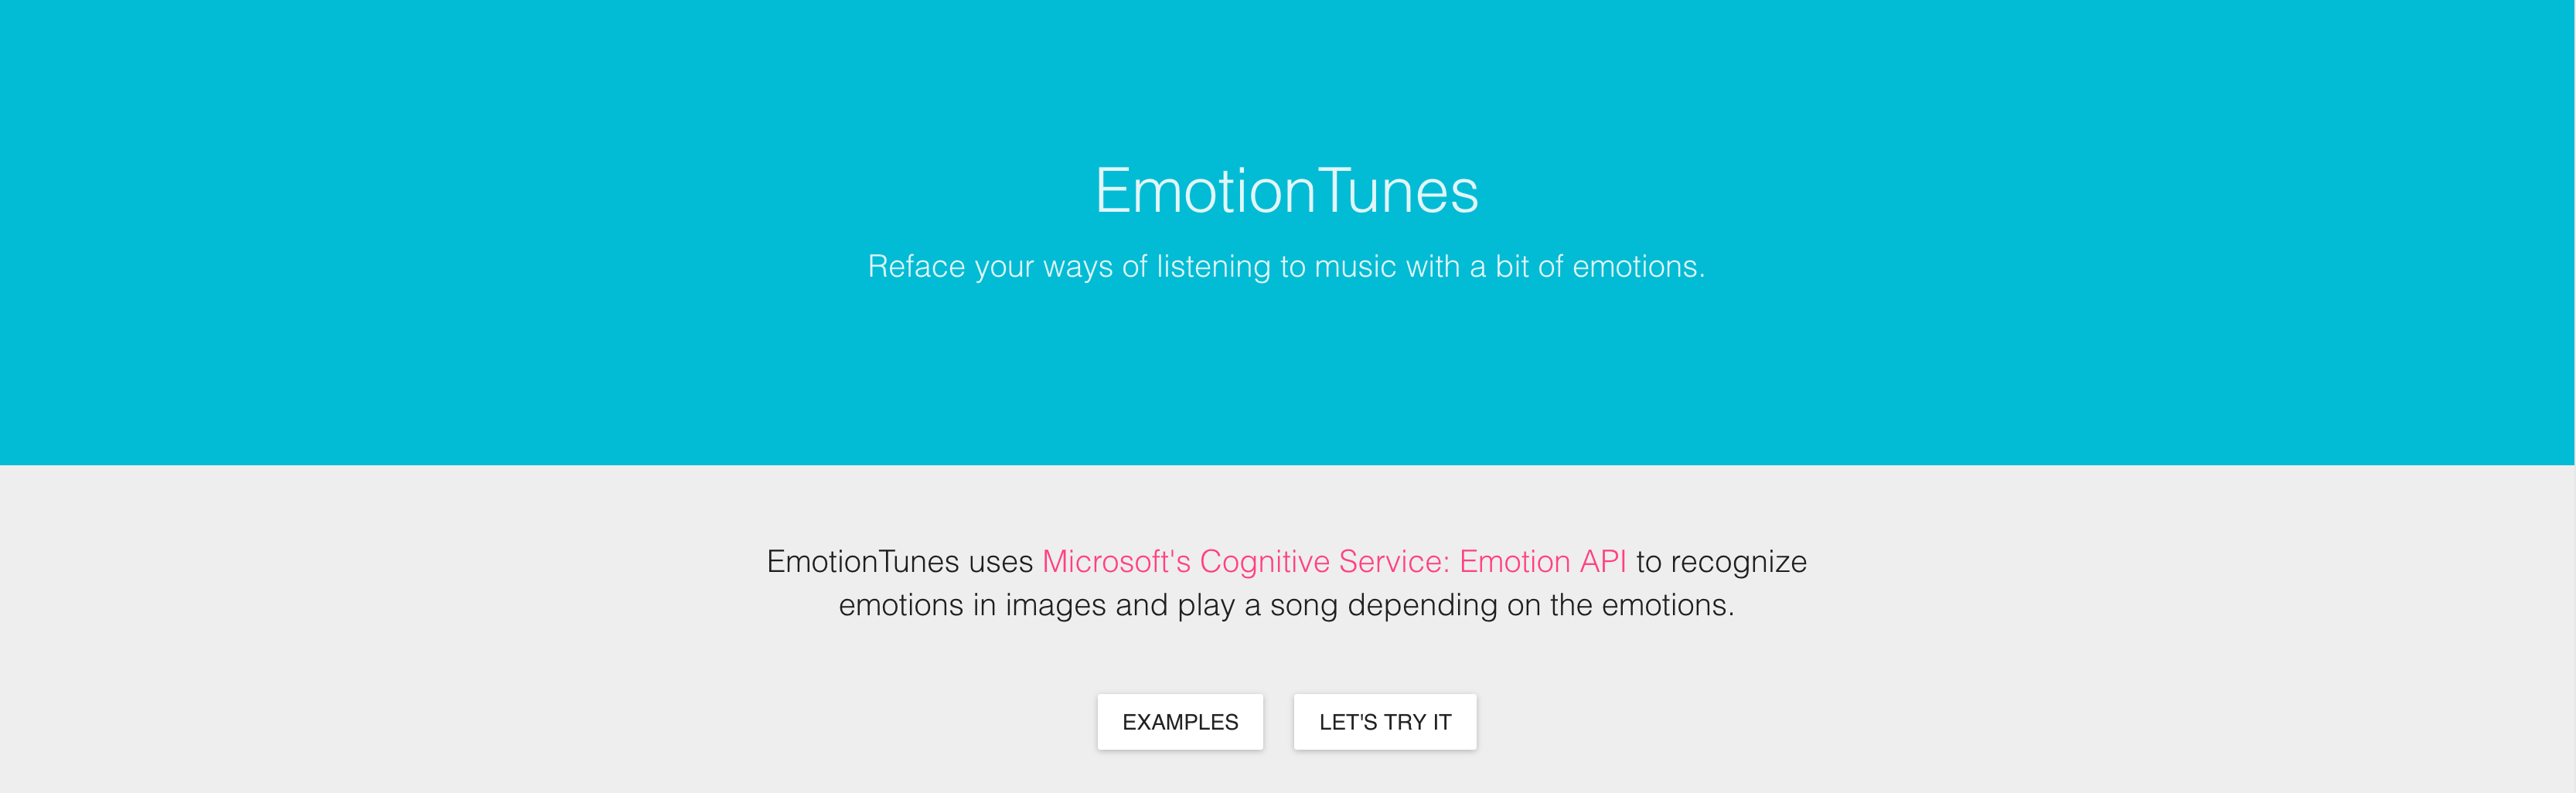 EmotionTunes
Reface your ways of listening to music with a bit of emotions.
EmotionTunes uses Microsoft's Cognitive Service: Emotion API to recognize
emotions in images and play a song depending on the emotions.
EXAMPLES
LET'S TRY IT